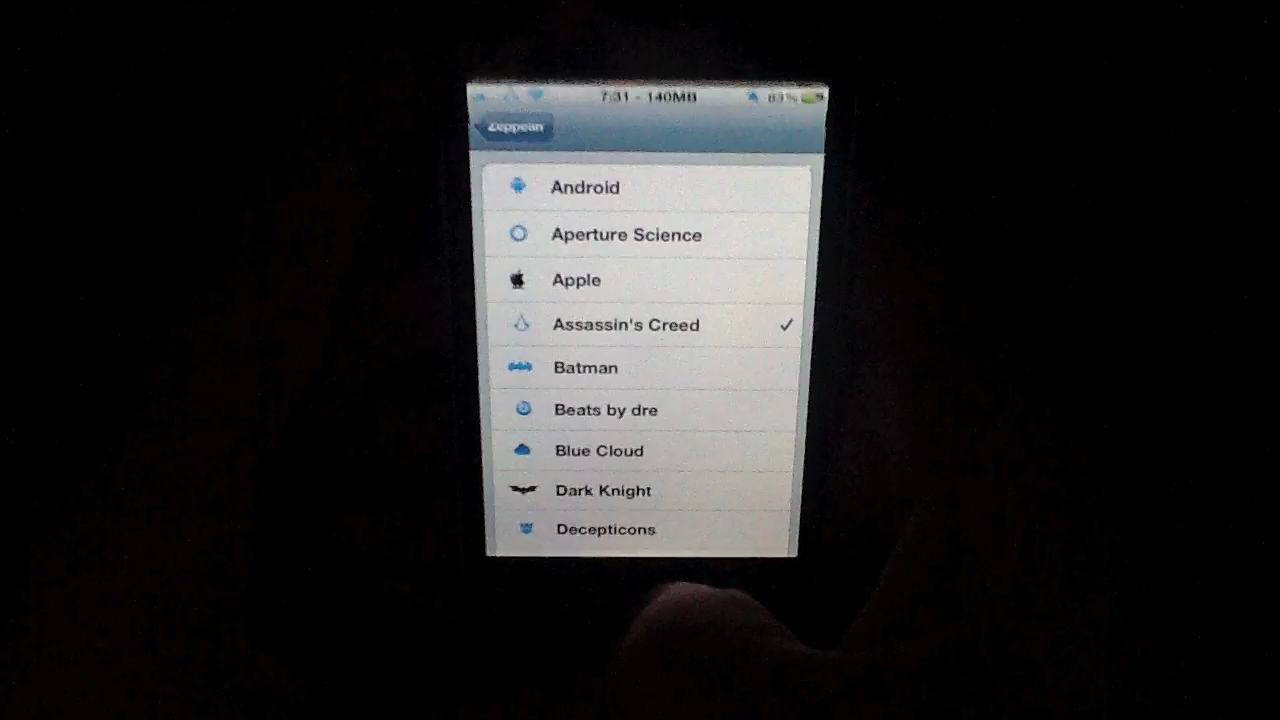 7:31 - 140MB 83%
Zeppelin
Android
Aperture Science
Apple
Assassin's Creed
Batman
Beats by dre
Blue Cloud
Dark Knight
Decepticons